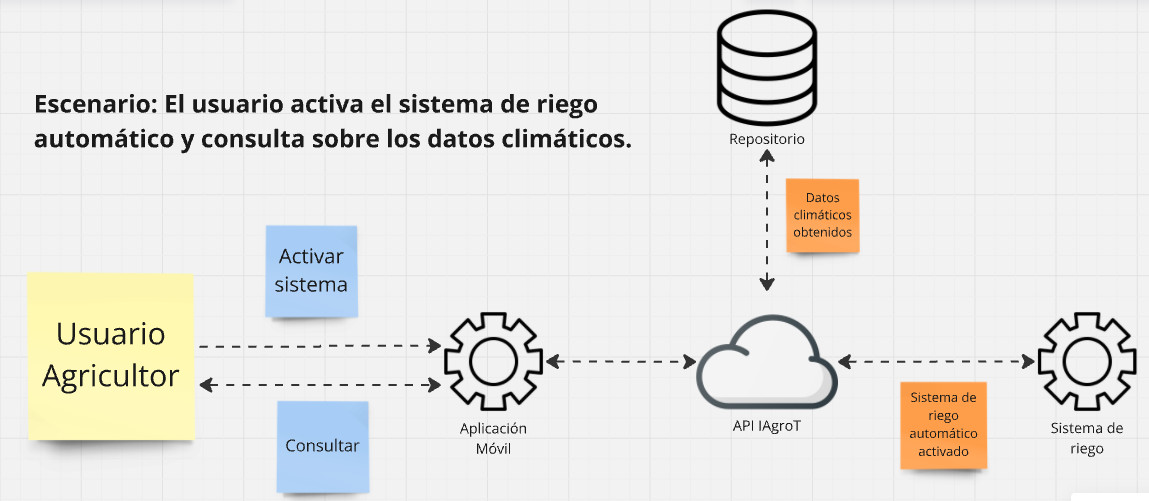 Escenario: El usuario activa el sistema de riego
automático y consulta sobre los datos climáticos.
Repositorio
Datos
climáticos
obtenidos
Activar
sistema
Usuario
Agricultor
Consultar
Aplicación
Móvil
API IAgroT
Sistema de
riego
automático
activado
Sistema de
riego